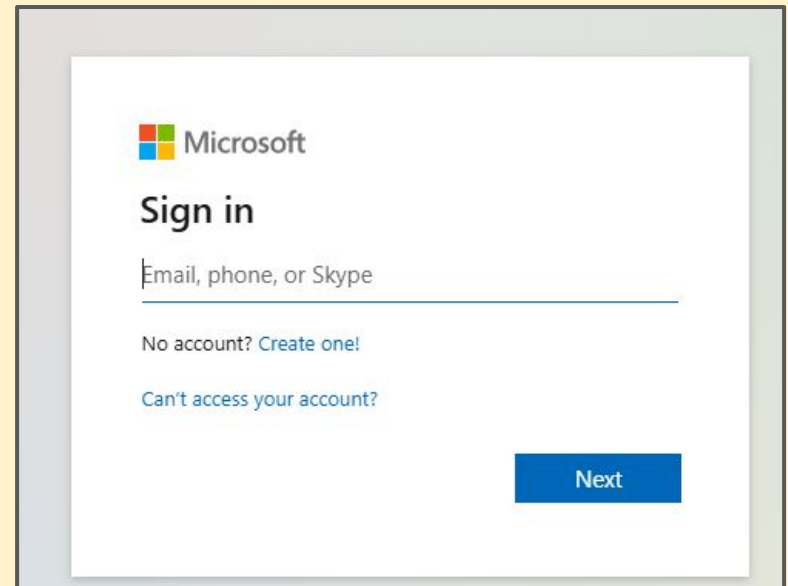 Microsoft
Sign in
Email, phone, or Skype
No account? Create one!
Can't access your account?
Next